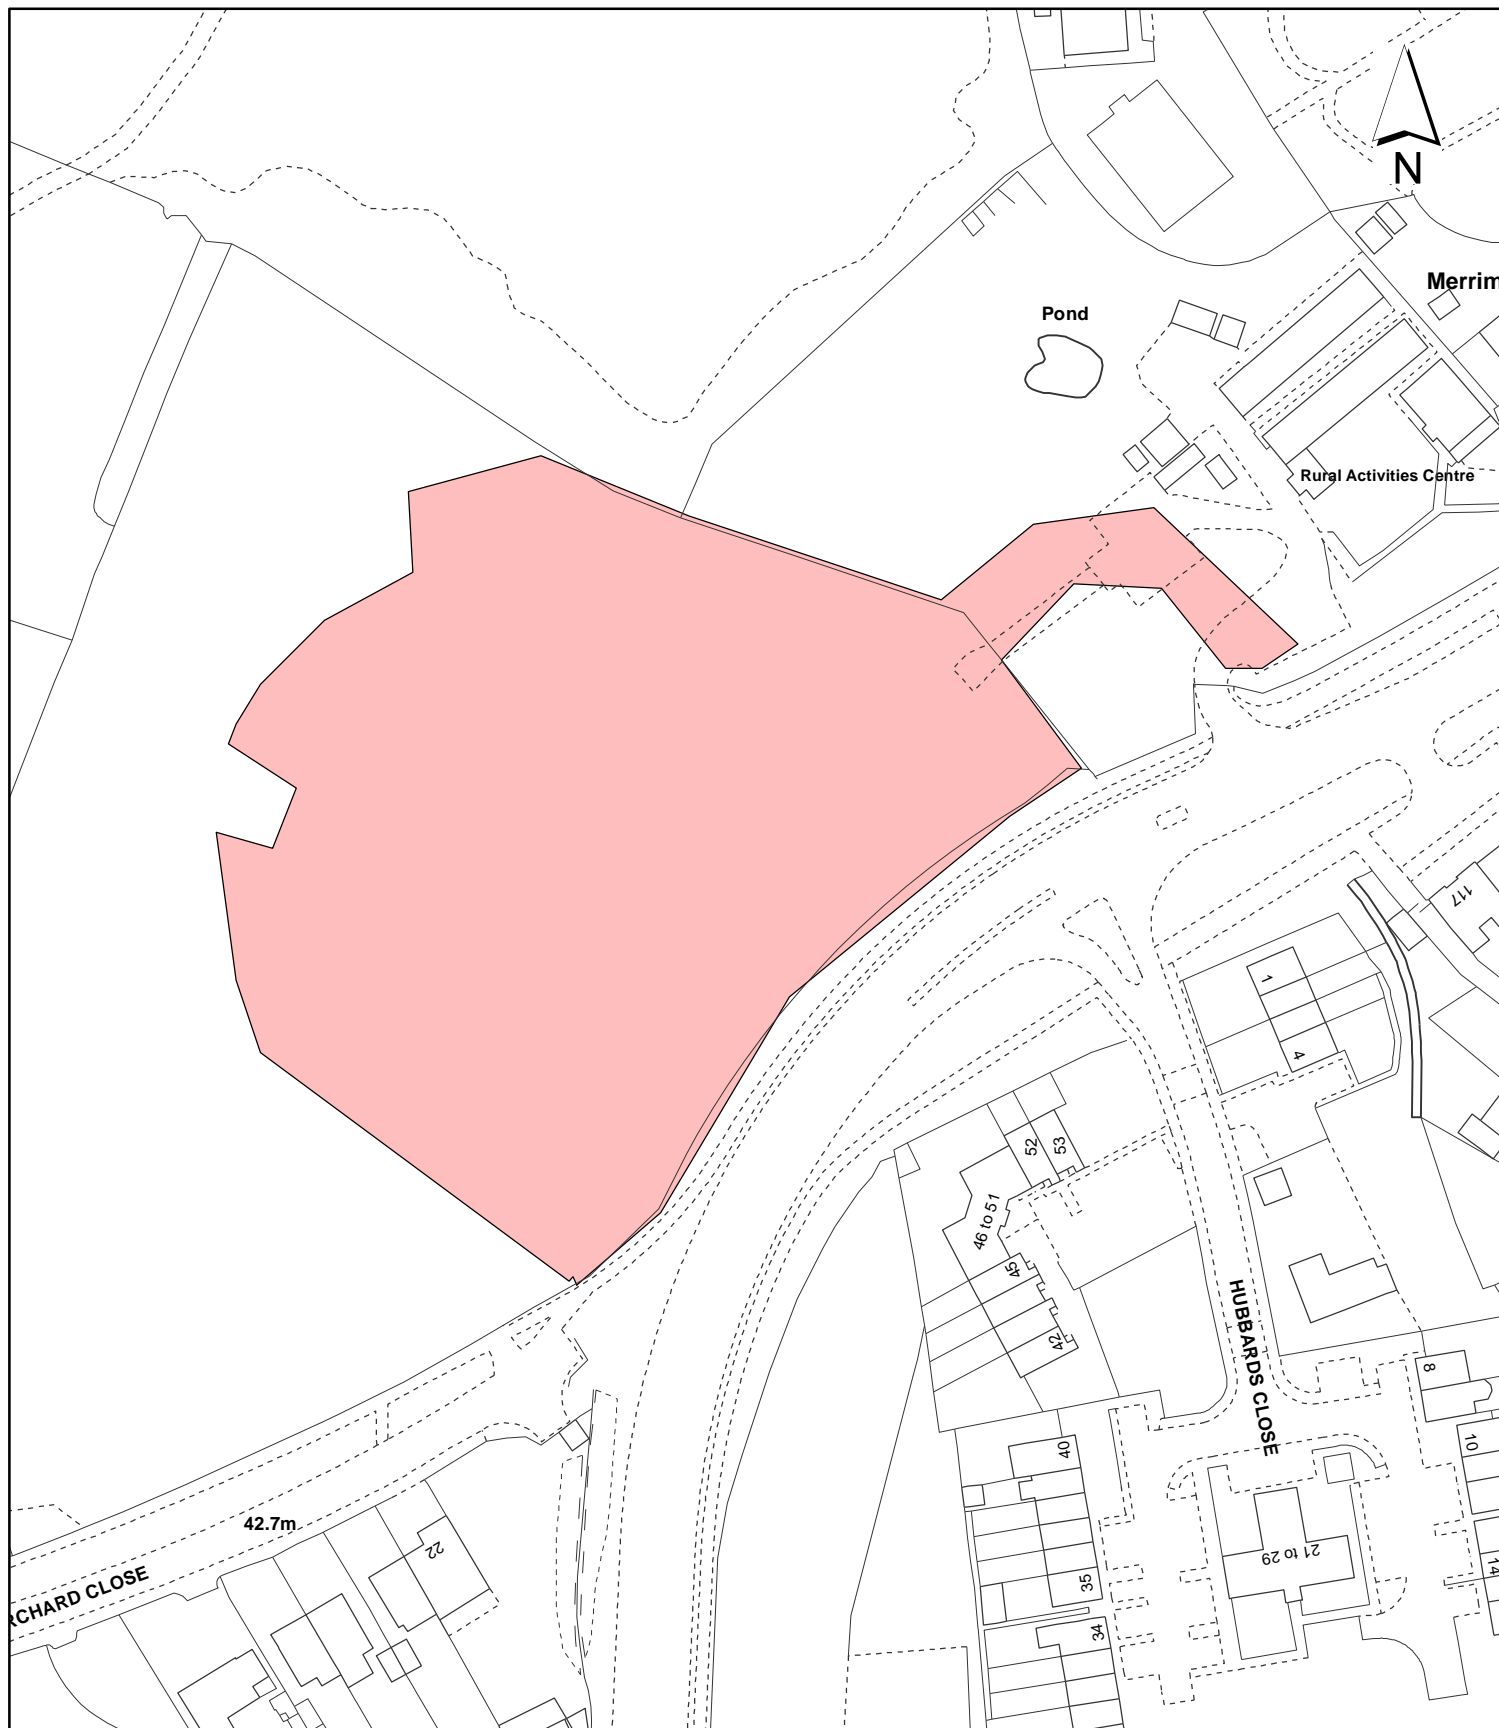 N
Merrim
Pond
Rural Activities Centre
117
1
4
52
53
46 to 51
45
42
HUBBARDS CLOSE
8
40
10
42.7m
22
21 to 29
14
35
RCHARD CLOSE
34